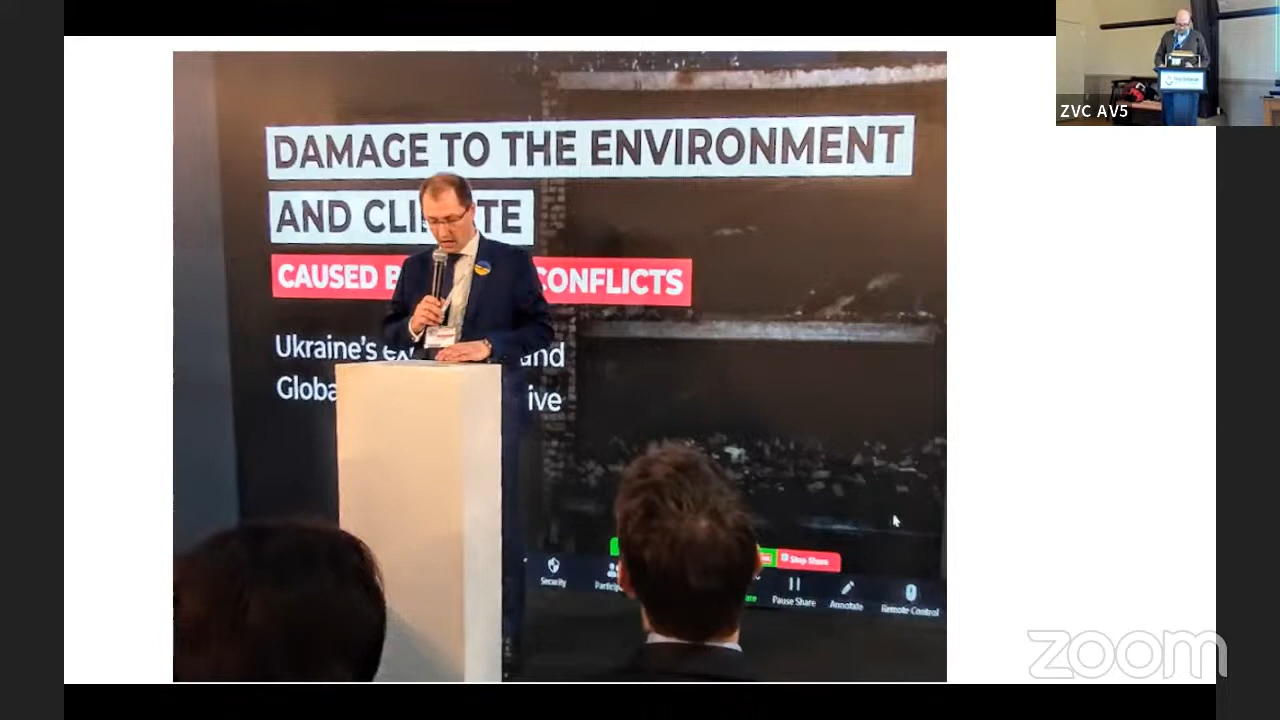 DAMAGE TO THE ENVIRONMENT
AND CLI TE
CAUSED B CONFLICTS
Ukraine's and
Globa ive
Stop Share
Security
Pause Share
Annotate
Remote Control
ZVC AV5
zoom